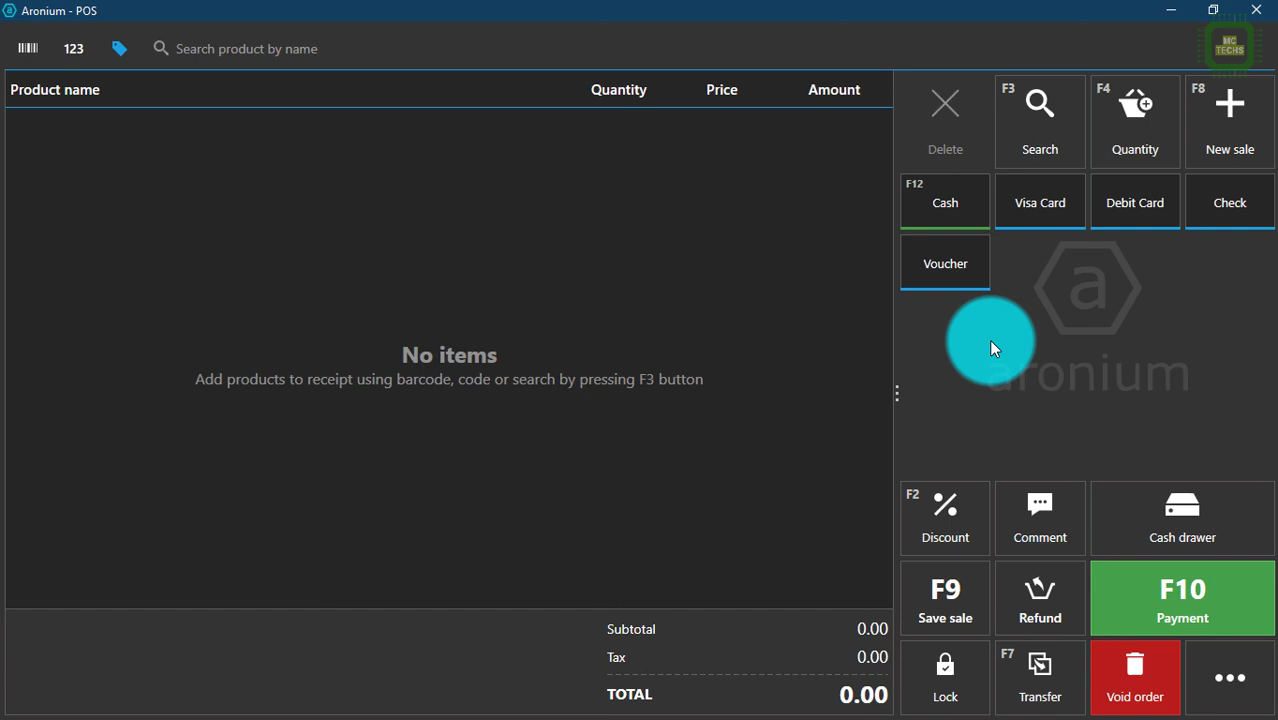 Aronium - POS
MC
TECHS
123
Search product by name
Product name Quantity Price Amount
Delete
F3 Search
F4 Quantity
F8 New sale
F12 Cash
Visa Card
Debit Card
Check
Voucher
a
aronium
No items
Add products to receipt using barcode, code or search by pressing F3 button
F2 Discount
Comment
Cash drawer
F9
Save sale
Refund
F10
Payment
Subtotal 0.00
Tax 0.00
TOTAL 0.00
Lock
F7 Transfer
Void order